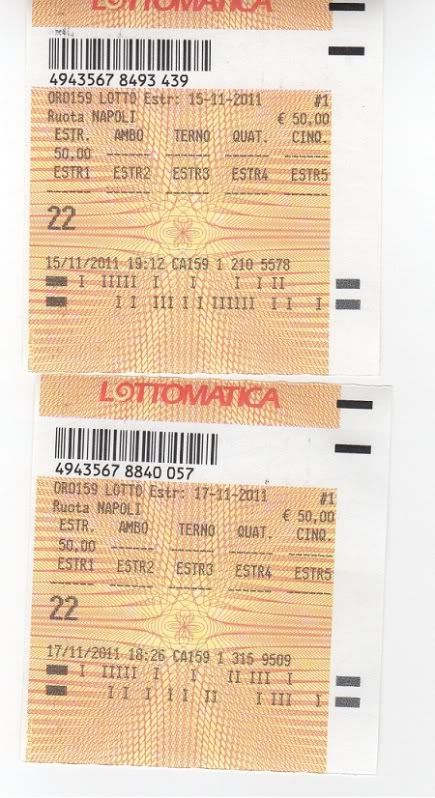 LOTTOMATICA
4943567 8493 439
ORD159 LOTTO Estr: 15-11-2011 #1
Ruota NAPOLI € 50,00
ESTR. AMBO TERNO QUAT. CINQ.
50.00 ------ ------ ------ ------
ESTR1 ESTR2 ESTR3 ESTR4 ESTR5
------ ------ ------ ------ ------
22
15/11/2011 19:12 CA159 1 210 5578
LOTTOMATICA
4943567 8840 057
ORD159 LOTTO Estr: 17-11-2011 #1
Ruota NAPOLI € 50,00
ESTR. AMBO TERNO QUAT. CINQ.
50.00 ------ ------ ------ ------
ESTR1 ESTR2 ESTR3 ESTR4 ESTR5
------ ------ ------ ------ ------
22
17/11/2011 18:26 CA159 1 315 9509